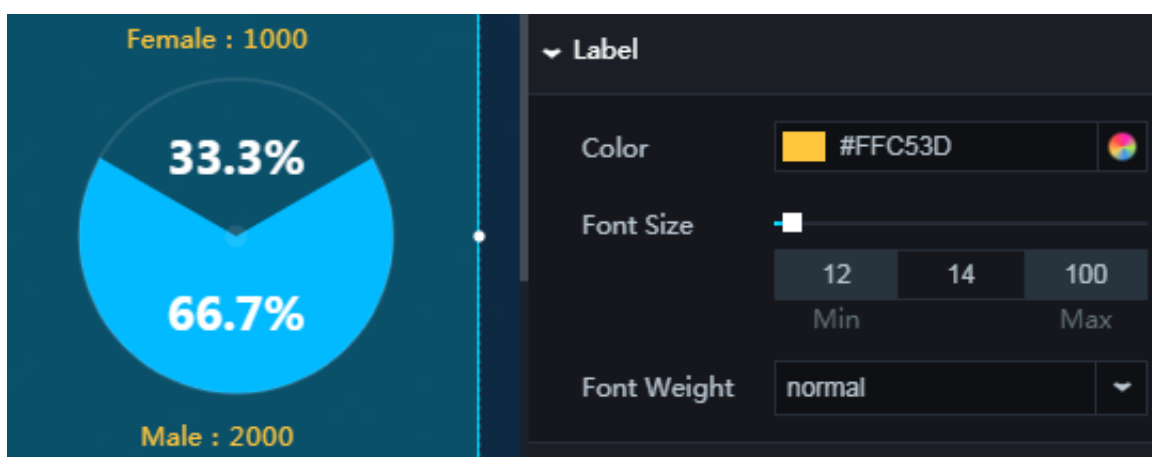 Female : 1000
33.3%
66.7%
Male : 2000
Label
Color
#FFC53D
Font Size
12 14 100
Min Max
Font Weight
normal